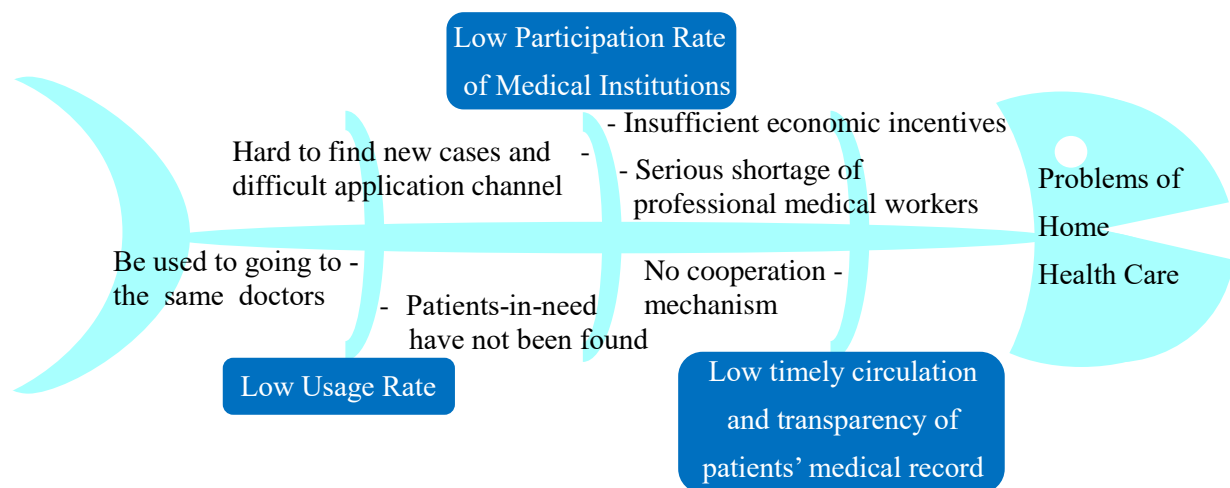 Low Participation Rate
of Medical Institutions
- Insufficient economic incentives
Hard to find new cases and -
difficult application channel
- Serious shortage of
professional medical workers
Problems of
Home
Health Care
Be used to going to -
the same doctors
- Patients-in-need
have not been found
No cooperation -
mechanism
Low Usage Rate
Low timely circulation
and transparency of
patients’ medical record